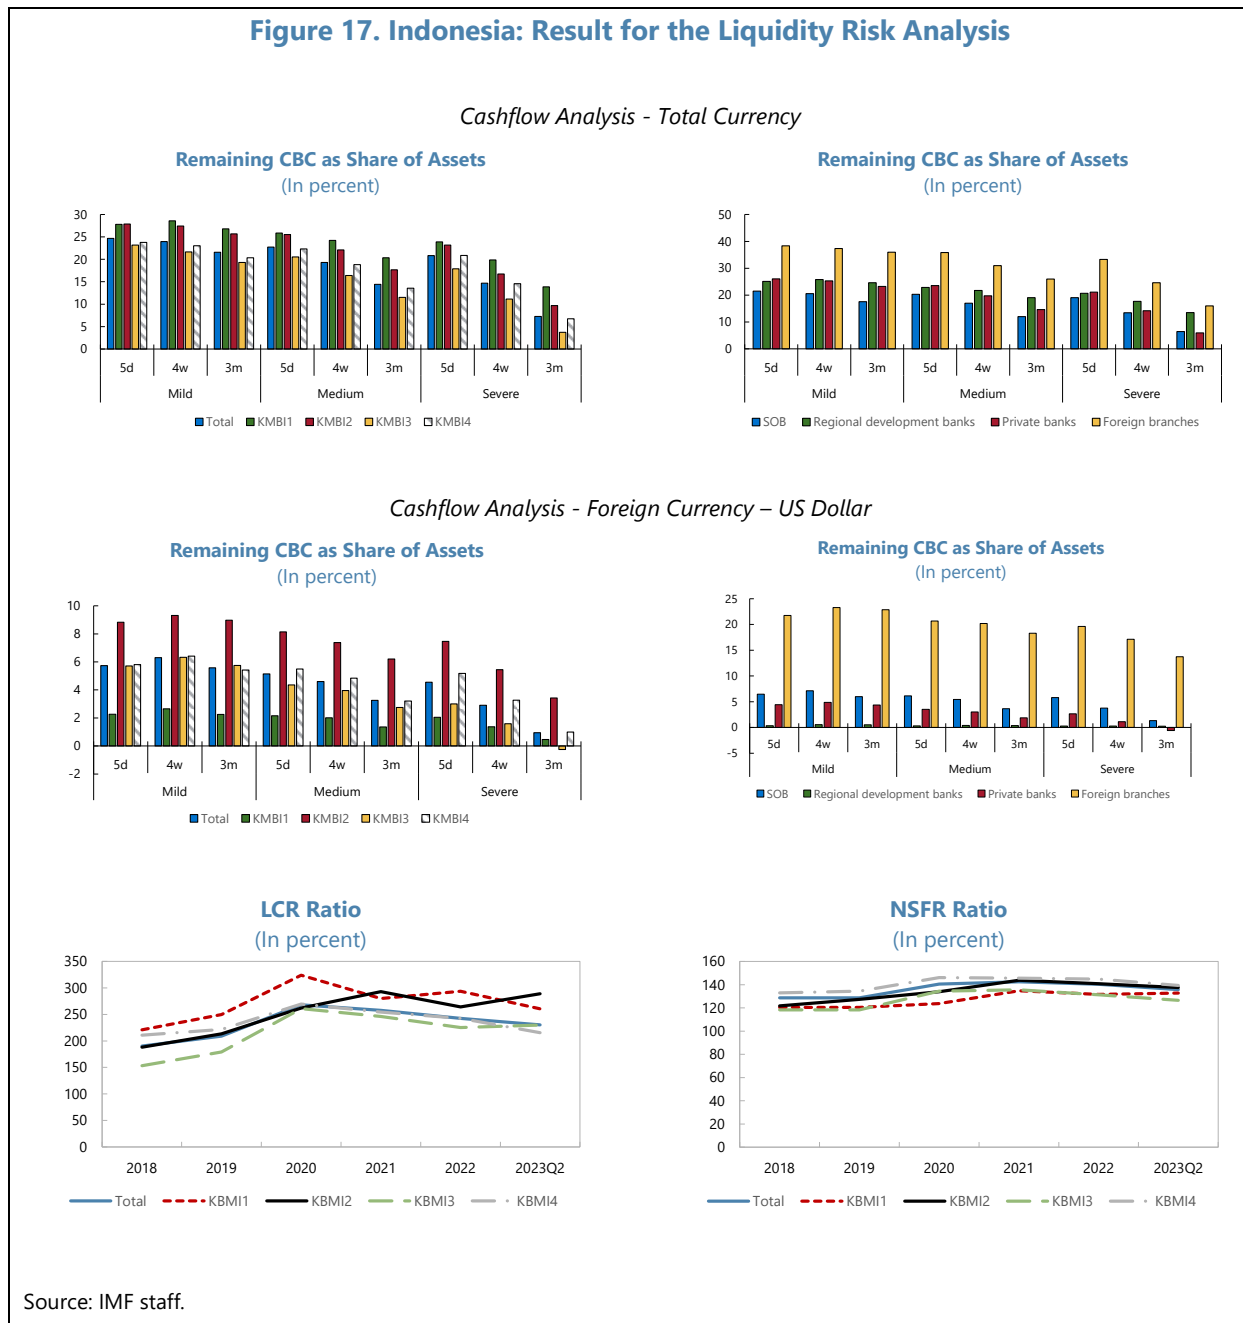 Figure 17. Indonesia: Result for the Liquidity Risk Analysis
Cashflow Analysis - Total Currency
Remaining CBC as Share of Assets
(In percent)
30
25
20
15
10
5
0
5d 4w 3m 5d 4w 3m 5d 4w 3m
Mild Medium Severe
Total KMBI1 KMBI2 KMBI3 KMBI4
Remaining CBC as Share of Assets
(In percent)
50
40
30
20
10
0
5d 4w 3m 5d 4w 3m 5d 4w 3m
Mild Medium Severe
SOB Regional development banks Private banks Foreign branches
Cashflow Analysis - Foreign Currency – US Dollar
Remaining CBC as Share of Assets
(In percent)
10
8
6
4
2
0
-2
5d 4w 3m 5d 4w 3m 5d 4w 3m
Mild Medium Severe
Total KMBI1 KMBI2 KMBI3 KMBI4
Remaining CBC as Share of Assets
(In percent)
25
20
15
10
5
0
-5
5d 4w 3m 5d 4w 3m 5d 4w 3m
Mild Medium Severe
SOB Regional development banks Private banks Foreign branches
LCR Ratio
(In percent)
350
300
250
200
150
100
50
0
2018 2019 2020 2021 2022 2023Q2
Total KBMI1 KBMI2 KBMI3 KBMI4
NSFR Ratio
(In percent)
160
140
120
100
80
60
40
20
0
2018 2019 2020 2021 2022 2023Q2
Total KBMI1 KBMI2 KBMI3 KBMI4
Source: IMF staff.